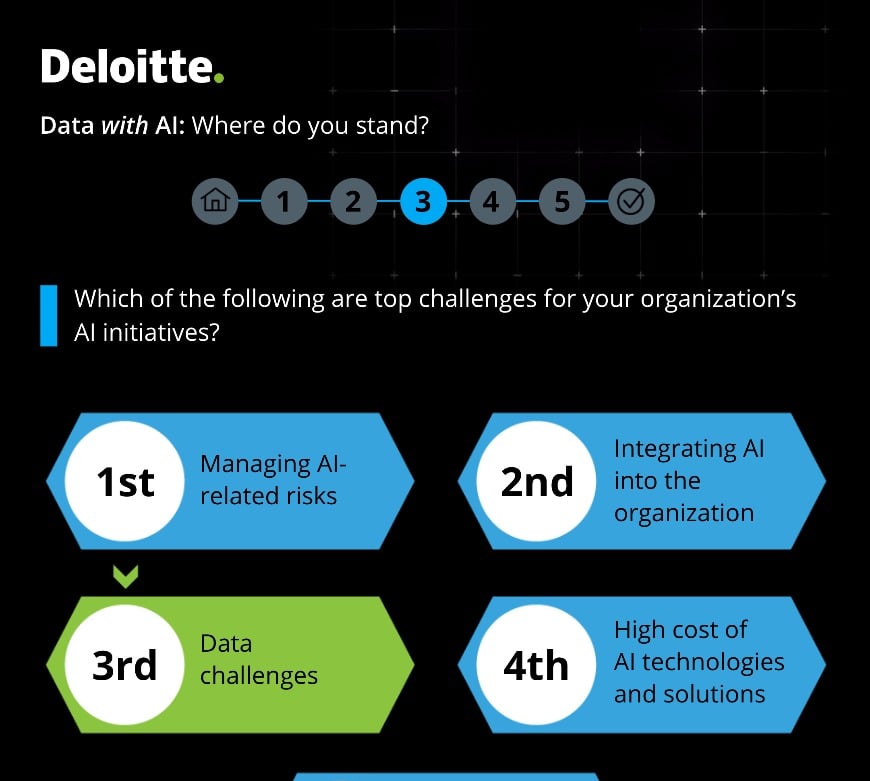 Deloitte.
Data with AI: Where do you stand?
1 2 3 4 5
Which of the following are top challenges for your organization’s
AI initiatives?
1st
Managing AI-
related risks
2nd
Integrating AI
into the
organization
3rd
Data
challenges
4th
High cost of
AI technologies
and solutions